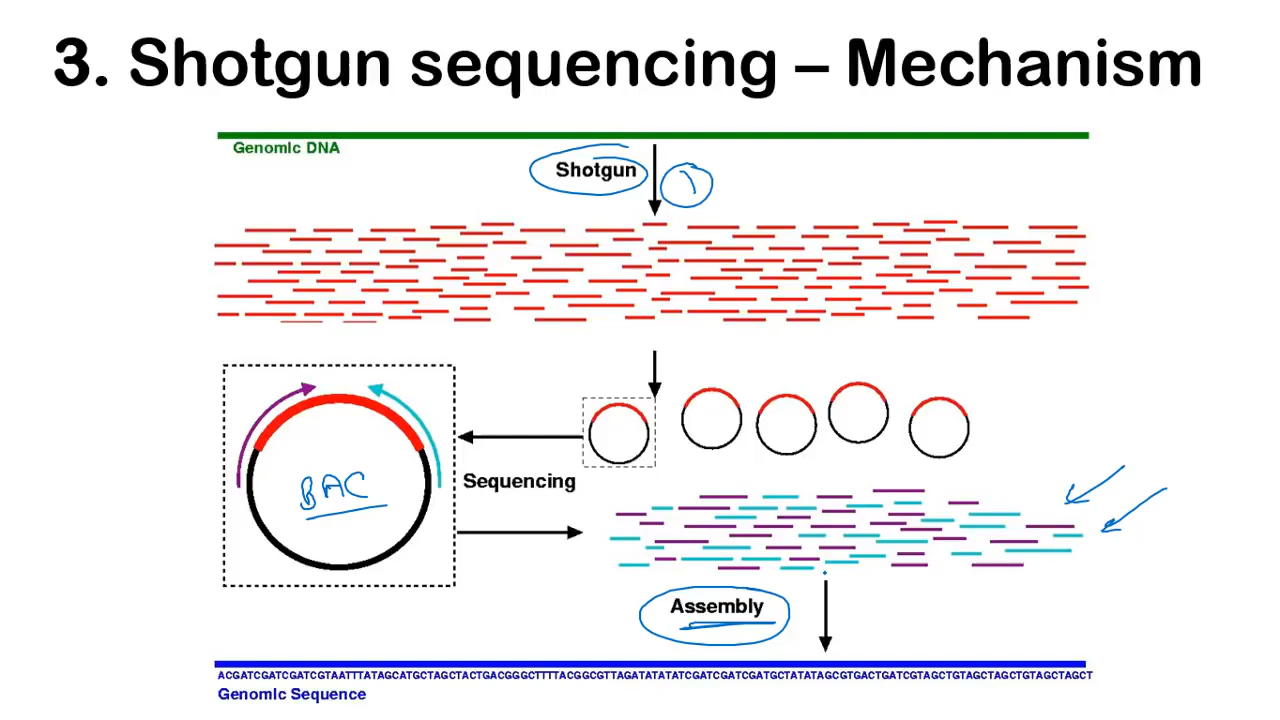 3. Shotgun sequencing – Mechanism
Genomic DNA
Shotgun
BAC
Sequencing
Assembly
ACGATCGATCGATCGTAATTTATAGCATGCTAGCTACTGACGGGCTTTTACGGCGTTAGATATATATCGATCGATCGATGCTATATAGCGTGACTGATCGTAGCTGTAGCTAGCTGTAGCTAGCT
Genomic Sequence